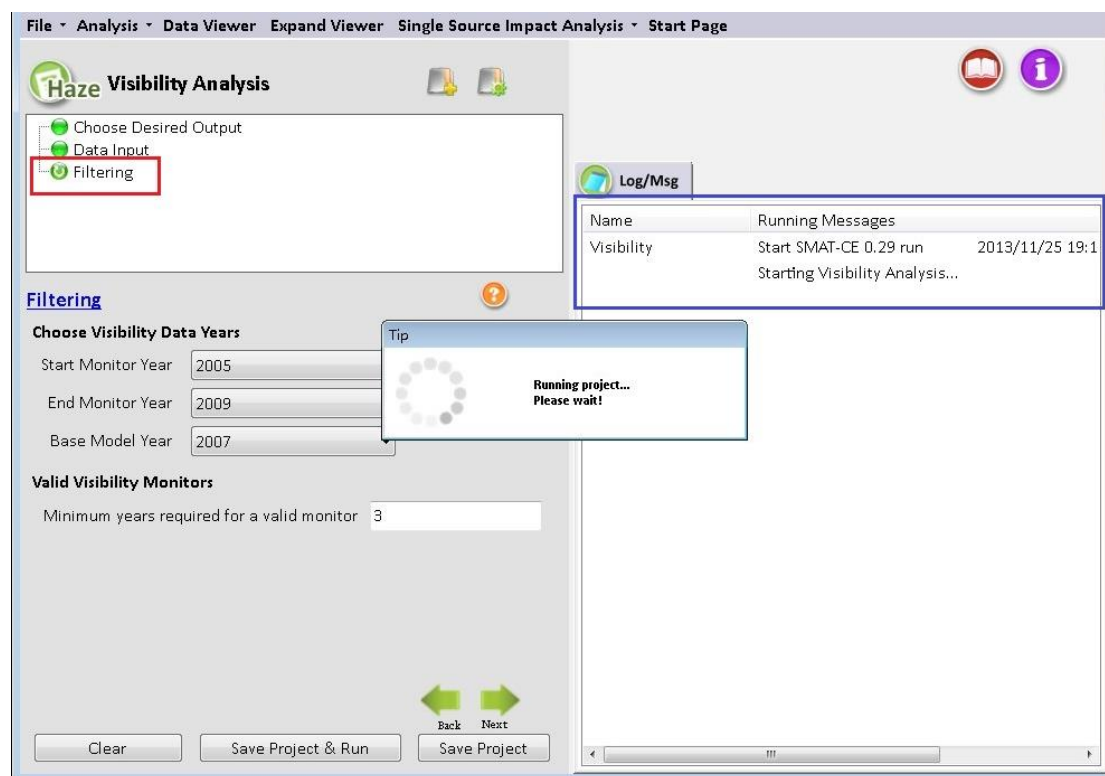 File Analysis Data Viewer Expand Viewer Single Source Impact Analysis Start Page
Haze Visibility Analysis
Choose Desired Output
Data Input
Filtering
Log/Msg
Name Running Messages
Visibility Start SMAT-CE 0.29 run 2013/11/25 19:1
Starting Visibility Analysis...
Filtering
Choose Visibility Data Years
Start Monitor Year 2005
End Monitor Year 2009
Base Model Year 2007
Tip
Running project...
Please wait!
Valid Visibility Monitors
Minimum years required for a valid monitor 3
Back Next
Clear Save Project & Run Save Project